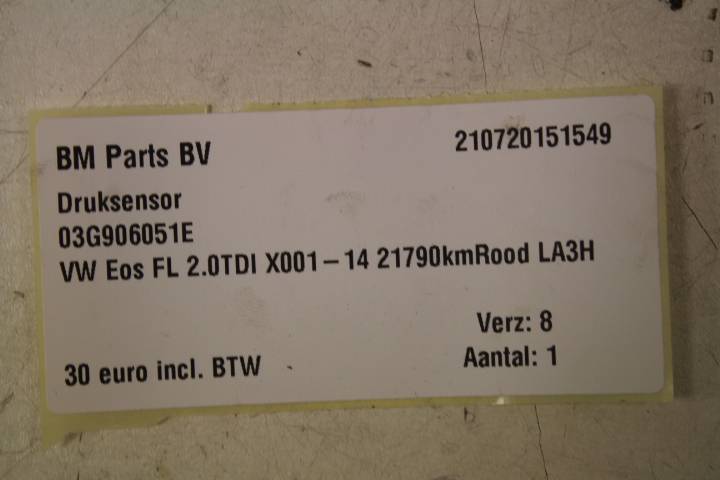 BM Parts BV 210720151549
Druksensor
03G906051E
VW Eos FL 2.0TDI X001-14 21790kmRood LA3H
Verz: 8
30 euro incl. BTW Aantal: 1